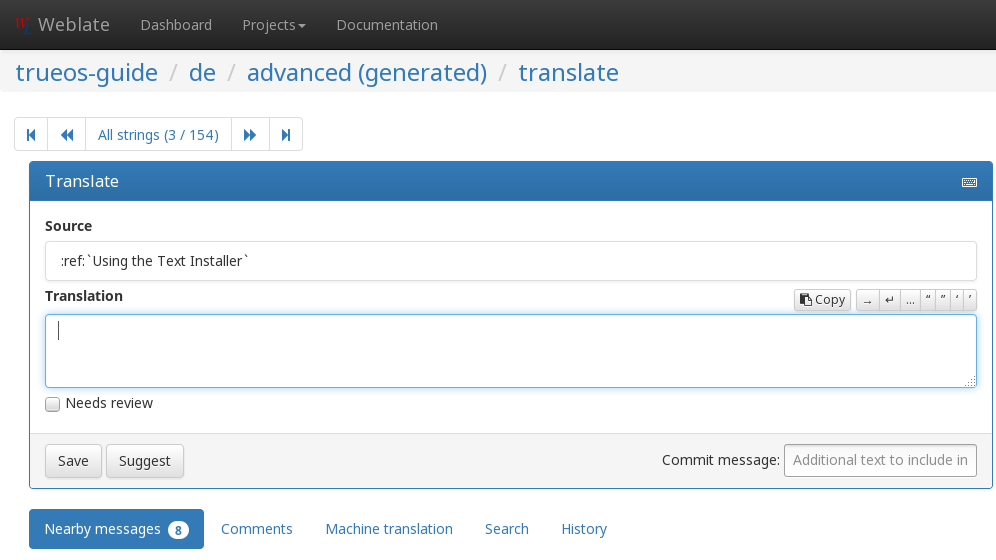 Weblate Dashboard Projects Documentation
trueos-guide / de / advanced (generated) / translate
All strings (3 / 154)
Translate
Source
:ref:`Using the Text Installer`
Translation Copy → ↵ … “ ” ‘ ’
Needs review
Save Suggest Commit message: Additional text to include in
Nearby messages 8 Comments Machine translation Search History